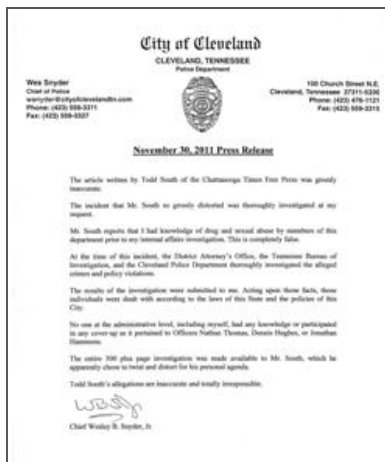 City of Cleveland
CLEVELAND, TENNESSEE
Police Department
Wes Snyder
Chief of Police
wsnyder@cityofclevelandtn.com
Phone: (423) 559-3311
Fax: (423) 559-3327
100 Church Street N.E.
Cleveland, Tennessee 37311-5336
Phone: (423) 476-1121
Fax: (423) 559-3315
November 30, 2011 Press Release
The article written by Todd South of the Chattanooga Times Free Press was grossly
inaccurate.
The incident that Mr. South so grossly distorted was thoroughly investigated at my
request.
Mr. South reports that I had knowledge of drug and sexual abuse by members of this
department prior to my internal affairs investigation. This is completely false.
At the time of this incident, the District Attorney's Office, the Tennessee Bureau of
Investigation, and the Cleveland Police Department thoroughly investigated the alleged
crimes and policy violations.
The results of the investigation were submitted to me. Acting upon those facts, those
individuals were dealt with according to the laws of this State and the policies of this
City.
No one at the administrative level, including myself, had any knowledge or participated
in any cover-up as it pertained to Officers Nathan Thomas, Dennis Hughes, or Jonathan
Hammons.
The entire 500 plus page investigation was made available to Mr. South, which he
apparently chose to twist and distort for his personal agenda.
Todd South's allegations are inaccurate and totally irresponsible.
Chief Wesley B. Snyder, Jr.